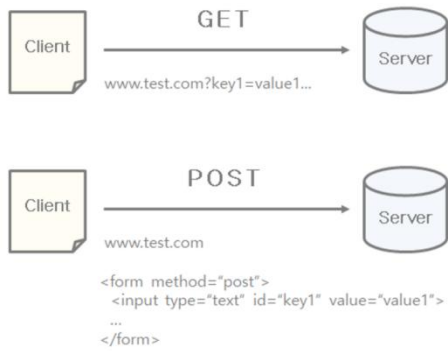 GET
Client
Server
www.test.com?key1=value1...
POST
Client
Server
www.test.com
<form method="post">
<input type="text" id="key1" value="value1">
...
</form>